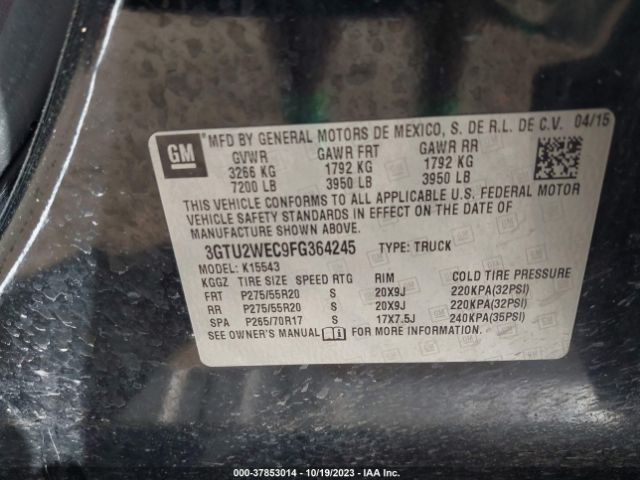 GM
MFD BY GENERAL MOTORS DE MEXICO, S. DE R.L. DE C.V. 04/15
GVWR GAWR FRT GAWR RR
3266 KG 1792 KG 1792 KG
7200 LB 3950 LB 3950 LB
THIS VEHICLE CONFORMS TO ALL APPLICABLE U.S. FEDERAL MOTOR
VEHICLE SAFETY STANDARDS IN EFFECT ON THE DATE OF
MANUFACTURE SHOWN ABOVE.
3GTU2WEC9FG364245 TYPE: TRUCK
MODEL: K15543
KGGZ TIRE SIZE SPEED RTG RIM COLD TIRE PRESSURE
FRT P275/55R20 S 20X9J 220KPA(32PSI)
RR P275/55R20 S 20X9J 220KPA(32PSI)
SPA P265/70R17 S 17X7.5J 240KPA(35PSI)
SEE OWNER'S MANUAL FOR MORE INFORMATION.
000-37853014 - 10/19/2023 - IAA Inc.